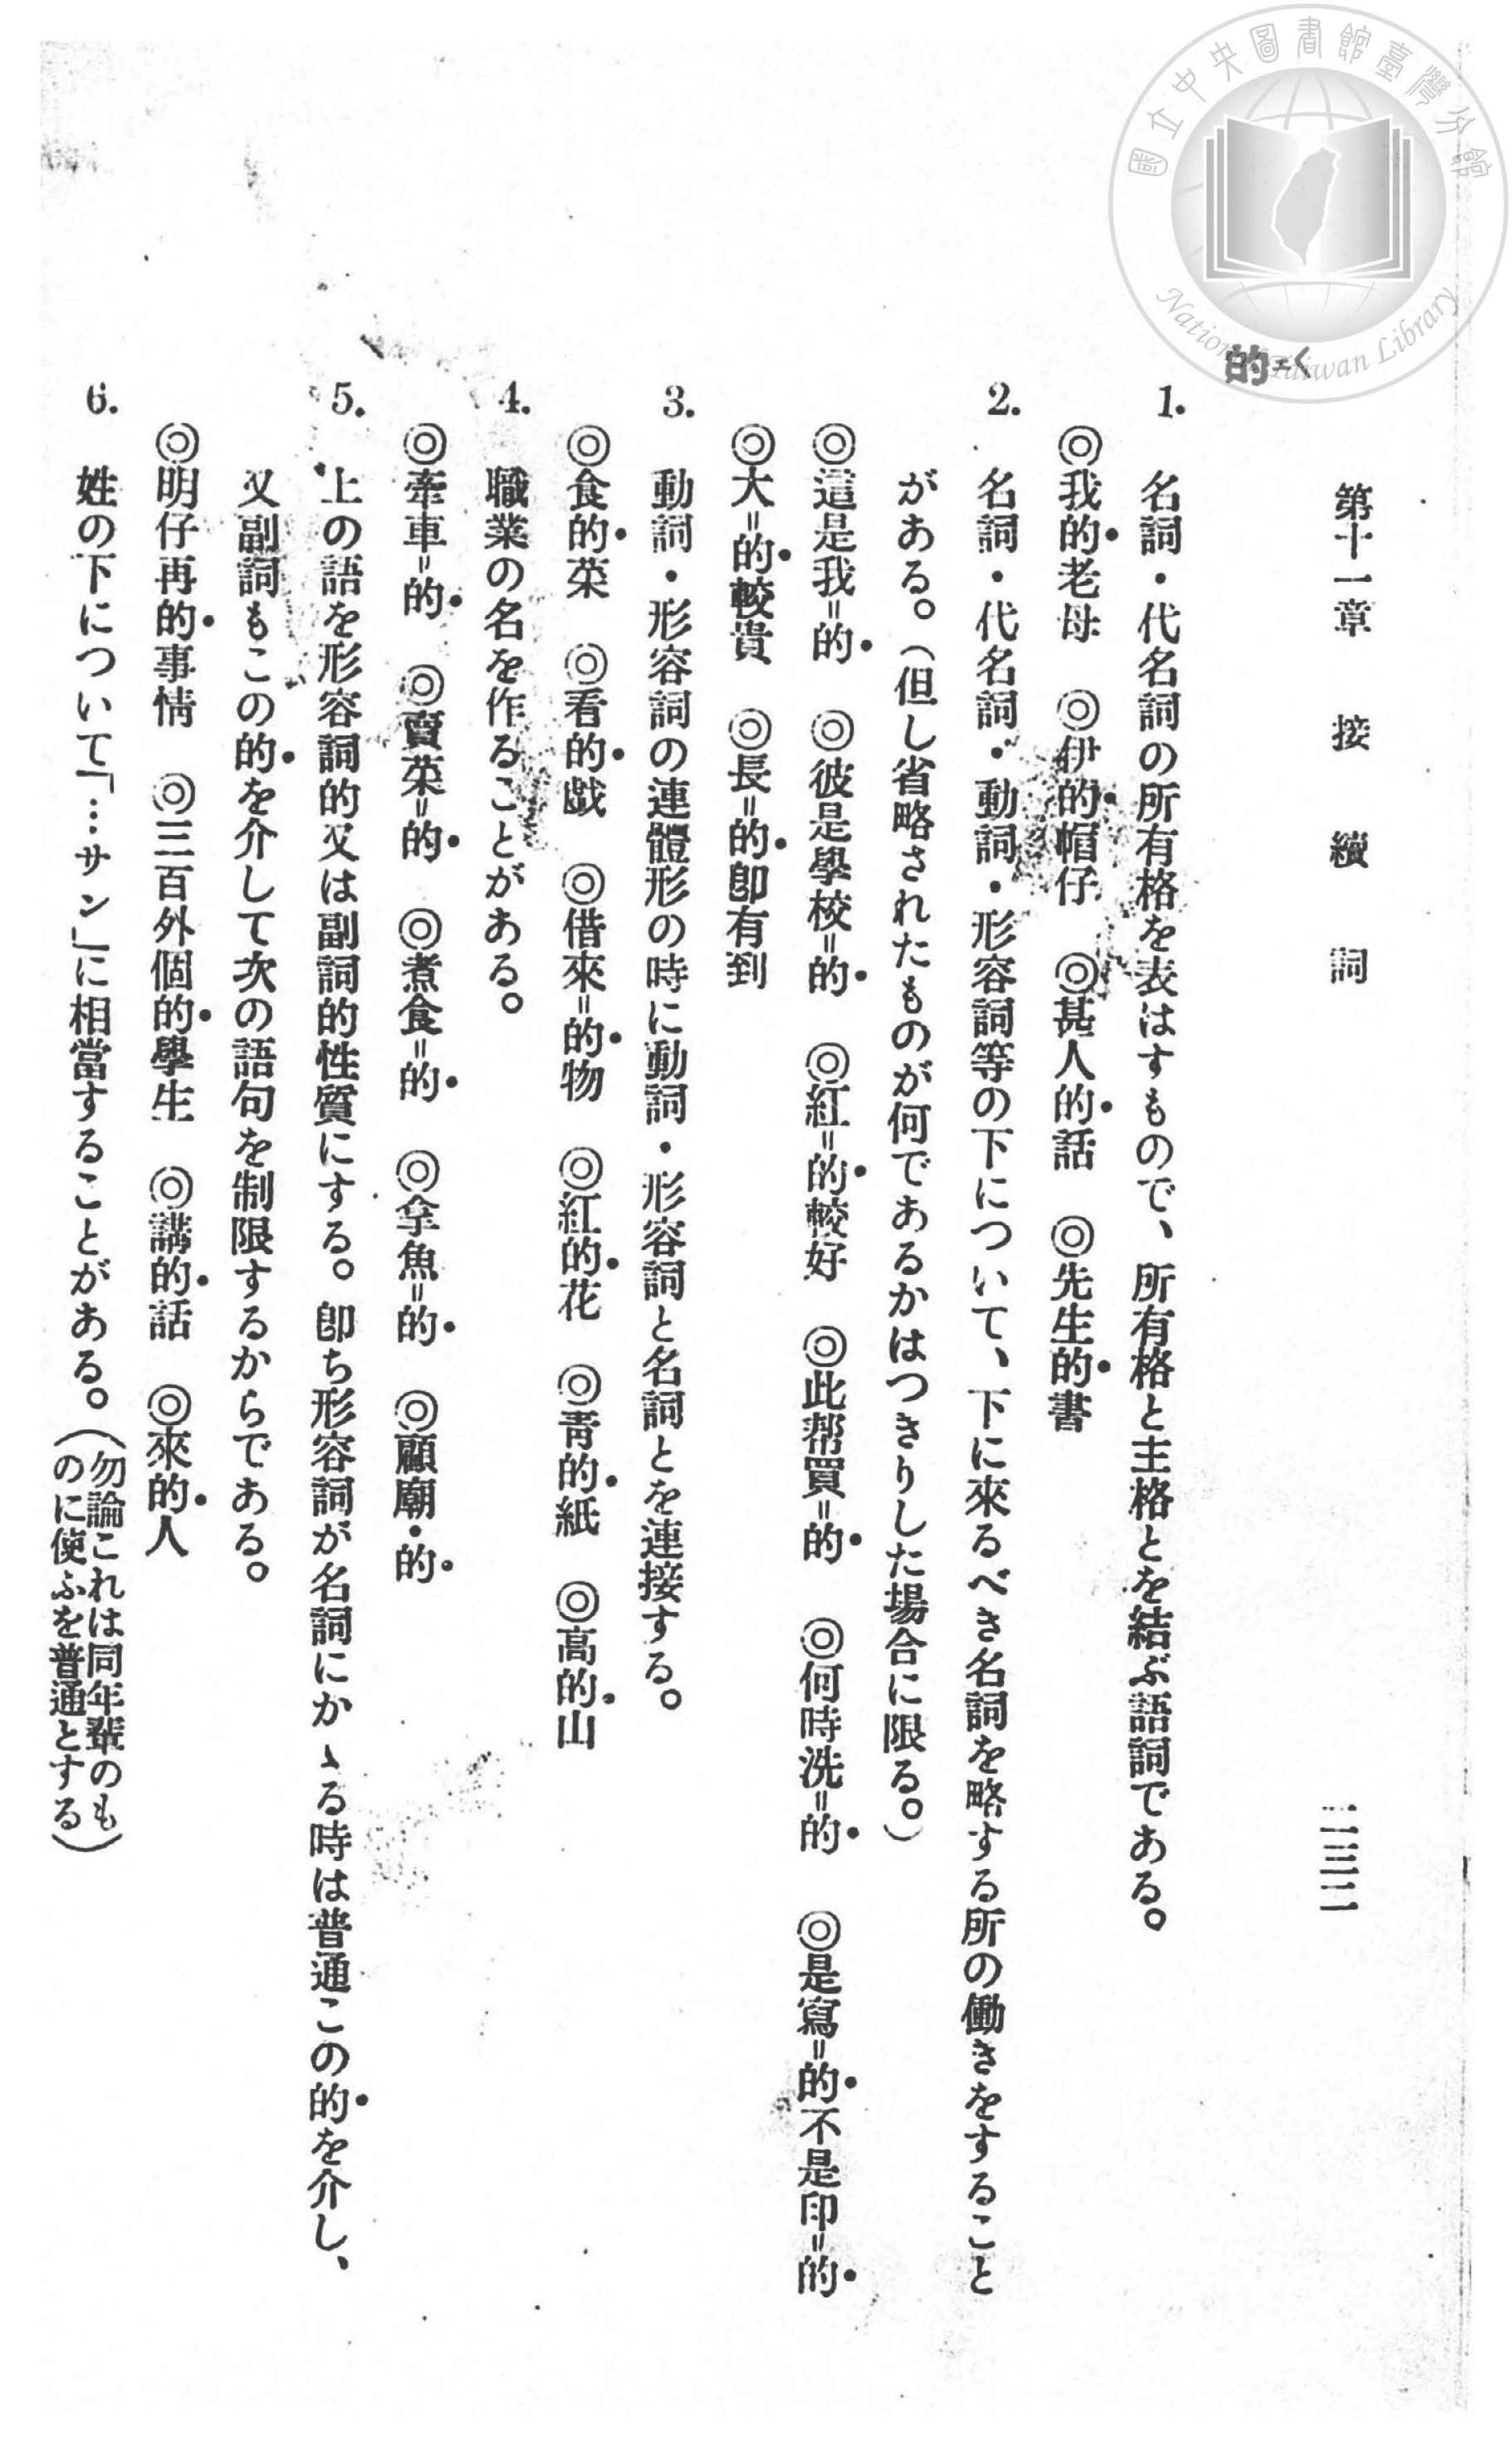 國立中央圖書館臺灣分館
National Taiwan Library
第十一章　接續詞
二三二
的エく
1. 名詞・代名詞の所有格を表はすもので、所有格と主格とを結ぶ語詞である。
◎我的老母　◎伊的帽仔　◎甚人的話　◎先生的書
2. 名詞・代名詞・動詞・形容詞等の下について、下に來るべき名詞を略する所の働きをすること
がある。（但し省略されたものが何であるかはつきりした場合に限る。）
◎這是我＝的　◎彼是學校＝的　◎紅＝的較好　◎此帮買＝的　◎何時洗＝的　◎是寫＝的不是印＝的
◎大＝的較貴　◎長＝的卽有到
3. 動詞・形容詞の連體形の時に動詞・形容詞と名詞とを連接する。
◎食的菜　◎看的戯　◎借來＝的物　◎紅的花　◎靑的紙　◎高的山
4. 職業の名を作ることがある。
◎牽車＝的　◎賣菜＝的　◎煮食＝的　◎拿魚＝的　◎顧廟・的
5. 上の語を形容詞的又は副詞的性質にする。卽ち形容詞が名詞にかゝる時は普通この的を介し、
又副詞もこの的を介して次の語句を制限するからである。
◎明仔再的事情　◎三百外個的學生　◎講的話　◎來的人
6. 姓の下について「…サン」に相當することがある。（勿論これは同年輩のも
のに使ふを普通とする）